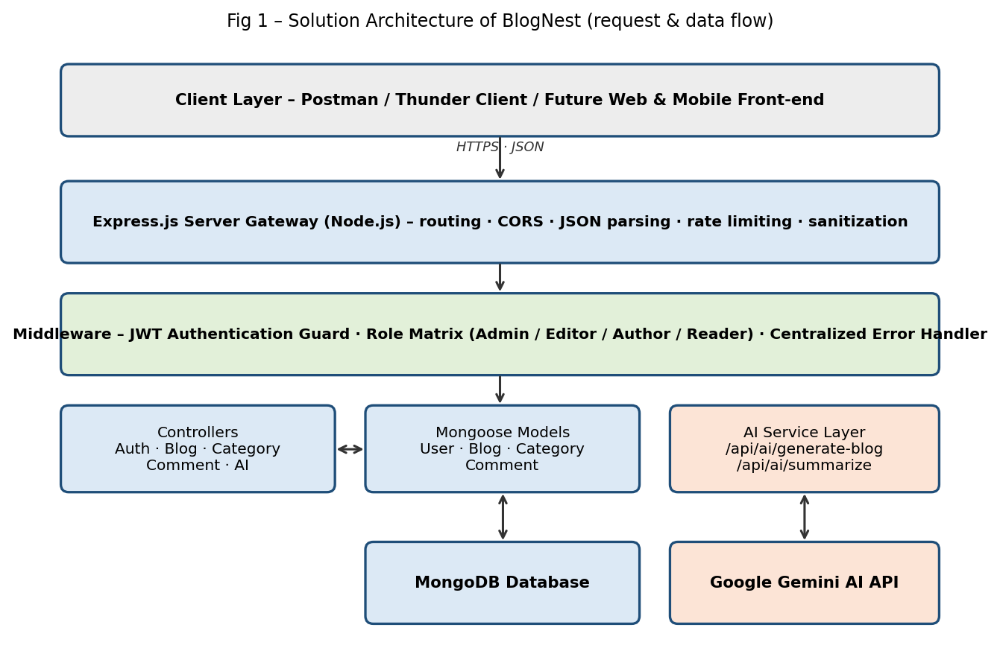 Fig 1 – Solution Architecture of BlogNest (request & data flow)
Client Layer – Postman / Thunder Client / Future Web & Mobile Front-end
HTTPS · JSON
Express.js Server Gateway (Node.js) – routing · CORS · JSON parsing · rate limiting · sanitization
Middleware – JWT Authentication Guard · Role Matrix (Admin / Editor / Author / Reader) · Centralized Error Handler
Controllers
Auth · Blog · Category
Comment · AI
Mongoose Models
User · Blog · Category
Comment
AI Service Layer
/api/ai/generate-blog
/api/ai/summarize
MongoDB Database
Google Gemini AI API